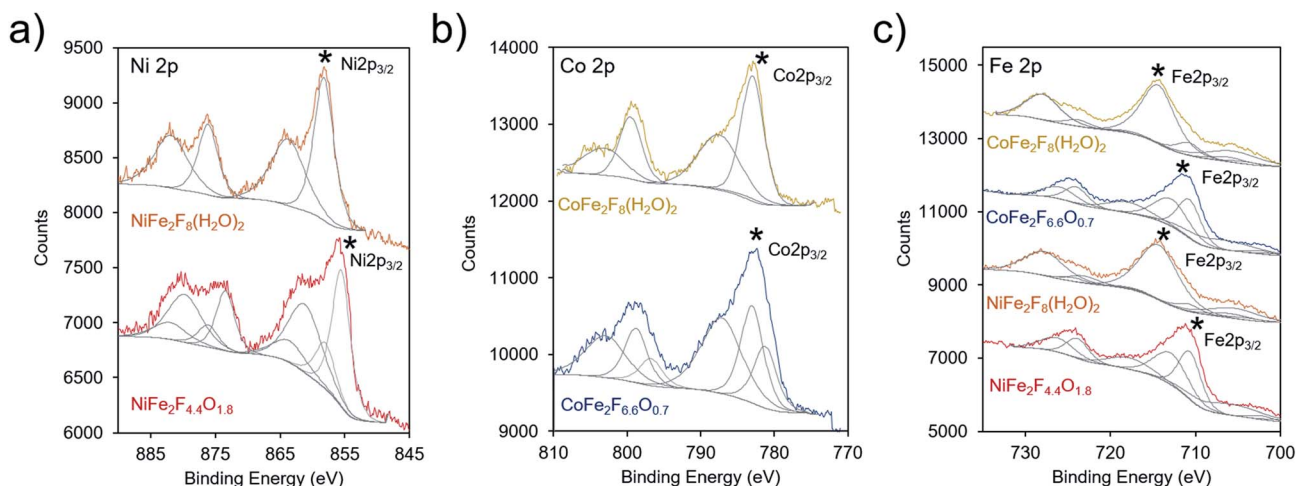 a)
Ni 2p
9500
9000
8500
8000
7500
7000
6500
6000
Counts
*
Ni2p3/2
NiFe2F8(H2O)2
*
Ni2p3/2
NiFe2F4.4O1.8
885 875 865 855 845
Binding Energy (eV)
b)
Co 2p
14000
13000
12000
11000
10000
9000
*
Co2p3/2
CoFe2F8(H2O)2
*
Co2p3/2
CoFe2F6.6O0.7
810 800 790 780 770
Binding Energy (eV)
c)
Fe 2p
15000
13000
11000
9000
7000
5000
Counts
*
Fe2p3/2
CoFe2F8(H2O)2
*
Fe2p3/2
CoFe2F6.6O0.7
*
Fe2p3/2
NiFe2F8(H2O)2
*
Fe2p3/2
NiFe2F4.4O1.8
730 720 710 700
Binding Energy (eV)